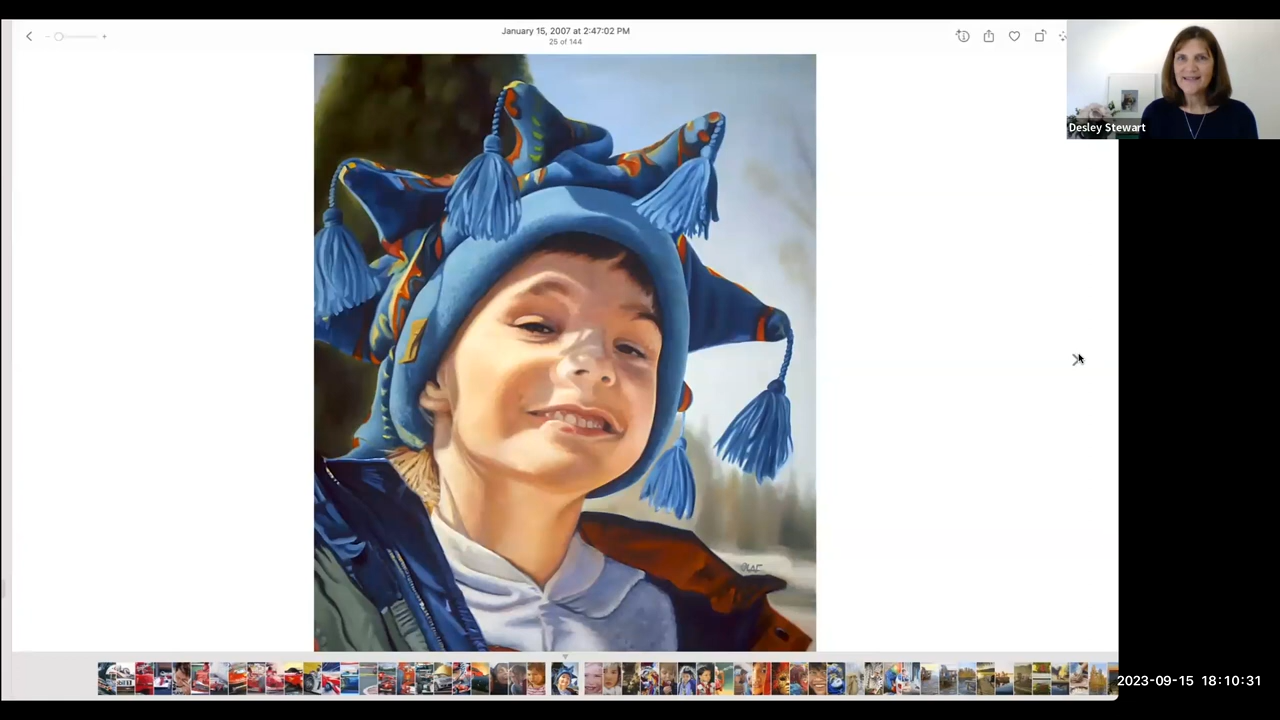 January 15, 2007 at 2:47:02 PM
25 of 144
Desley Stewart
2023-09-15 18:10:31